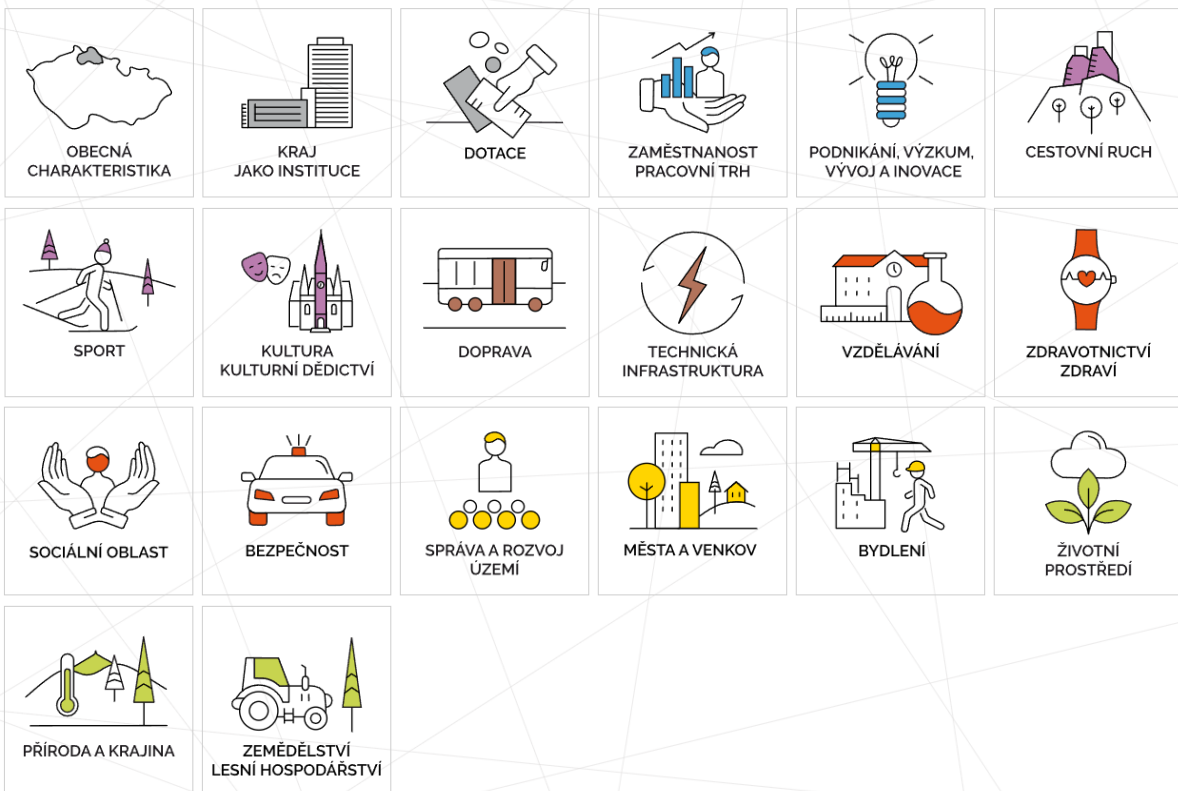 OBECNÁ
CHARAKTERISTIKA
KRAJ
JAKO INSTITUCE
DOTACE
ZAMĚSTNANOST
PRACOVNÍ TRH
PODNIKÁNÍ, VÝZKUM,
VÝVOJ A INOVACE
CESTOVNÍ RUCH
SPORT
KULTURA
KULTURNÍ DĚDICTVÍ
DOPRAVA
TECHNICKÁ
INFRASTRUKTURA
VZDĚLÁVÁNÍ
ZDRAVOTNICTVÍ
ZDRAVÍ
SOCIÁLNÍ OBLAST
BEZPEČNOST
SPRÁVA A ROZVOJ
ÚZEMÍ
MĚSTA A VENKOV
BYDLENÍ
ŽIVOTNÍ
PROSTŘEDÍ
PŘÍRODA A KRAJINA
ZEMĚDĚLSTVÍ
LESNÍ HOSPODÁŘSTVÍ